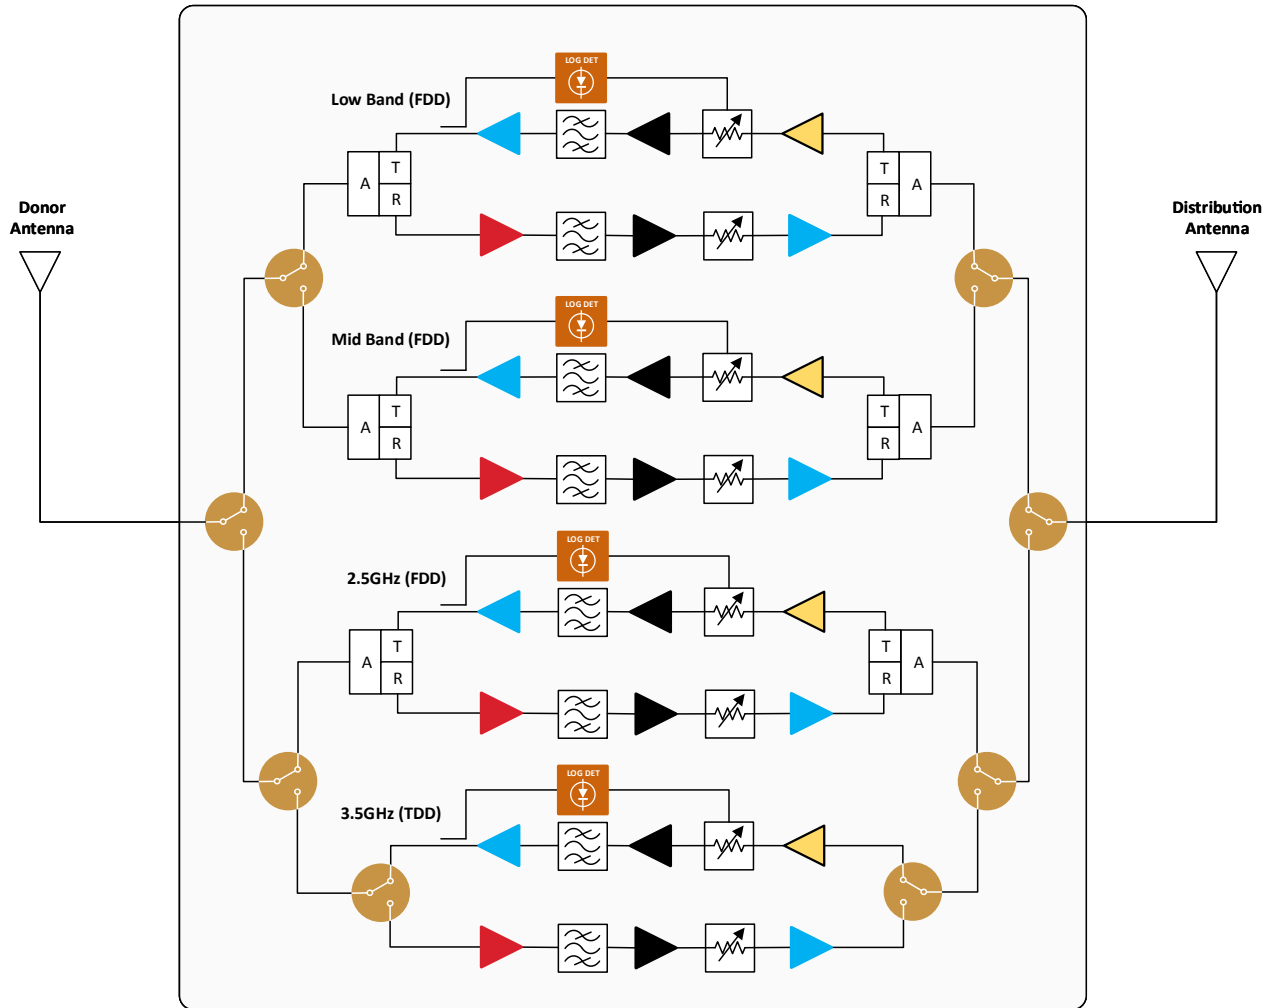 LOG DET
Low Band (FDD)
T
A
R
T
A
R
Donor
Antenna
Distribution
Antenna
LOG DET
Mid Band (FDD)
T
A
R
T
A
R
LOG DET
2.5GHz (FDD)
T
A
R
T
A
R
LOG DET
3.5GHz (TDD)